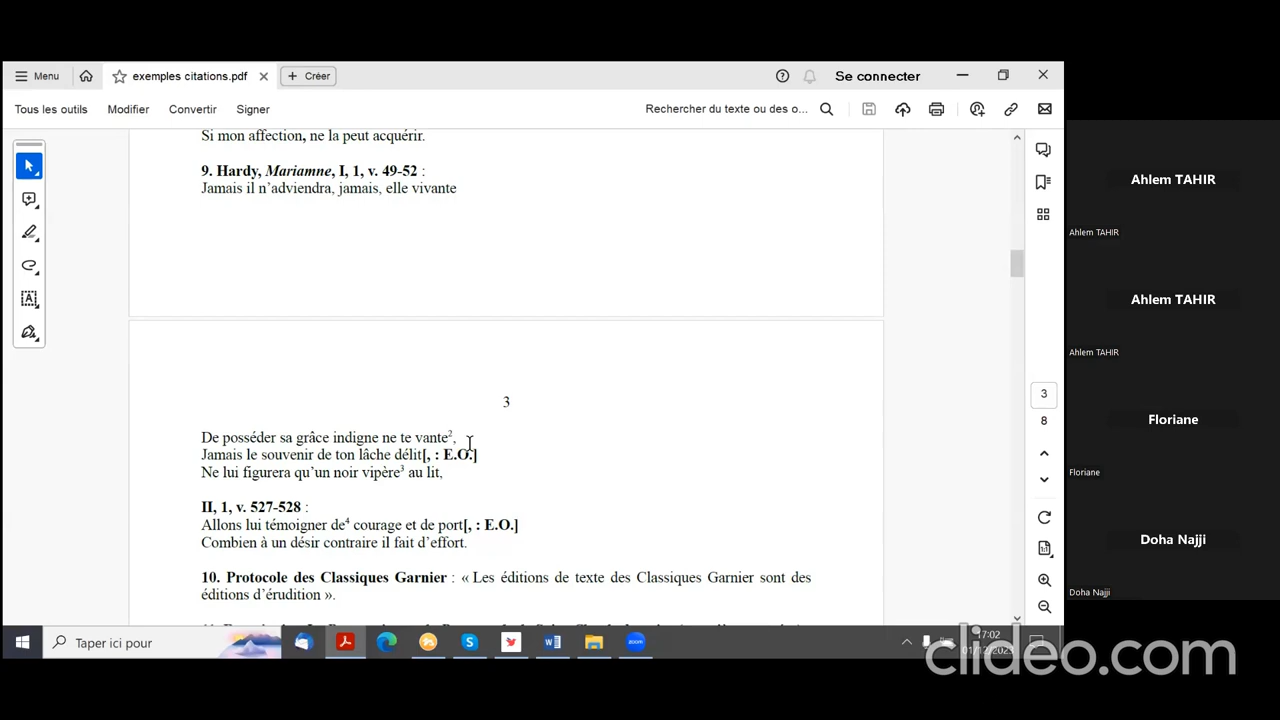 Menu
exemples citations.pdf
Créer
Se connecter
Tous les outils
Modifier
Convertir
Signer
Rechercher du texte ou des o...
Si mon affection, ne la peut acquérir.
9. Hardy, Mariamne, I, 1, v. 49-52 :
Jamais il n’adviendra, jamais, elle vivante
3
De posséder sa grâce indigne ne te vante2,
Jamais le souvenir de ton lâche délit[, : E.O.]
Ne lui figurera qu’un noir vipère3 au lit,
II, 1, v. 527-528 :
Allons lui témoigner de4 courage et de port[, : E.O.]
Combien à un désir contraire il fait d’effort.
10. Protocole des Classiques Garnier : « Les éditions de texte des Classiques Garnier sont des
éditions d’érudition ».
3
8
Ahlem TAHIR
Ahlem TAHIR
Ahlem TAHIR
Ahlem TAHIR
Floriane
Floriane
Doha Najji
Doha Najji
Taper ici pour
zoom
17:02
01/12/2023
clideo.com